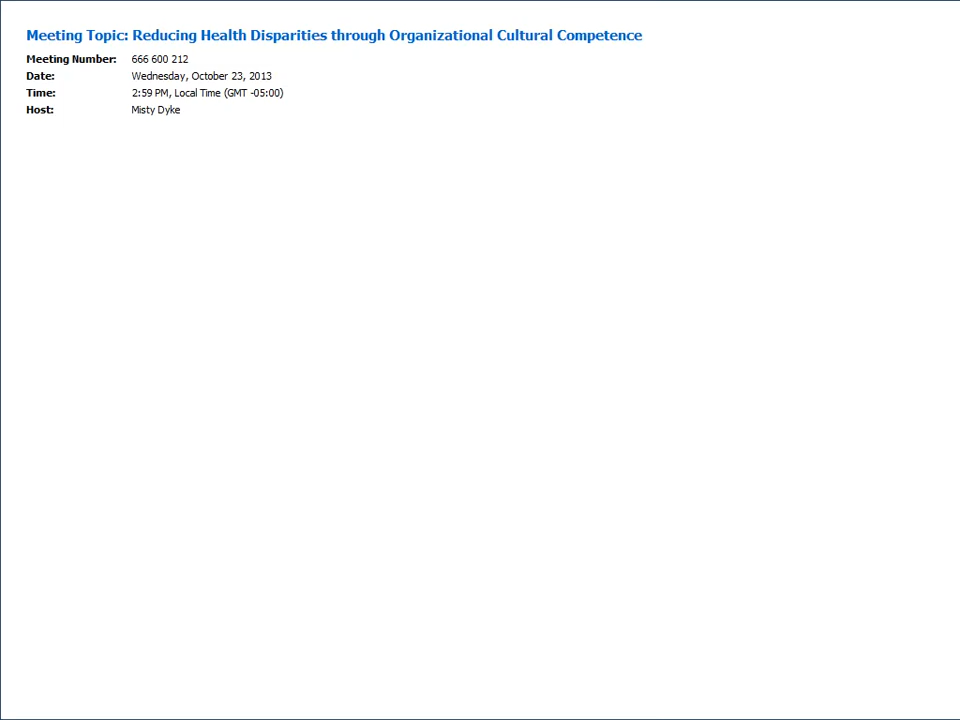 Meeting Topic: Reducing Health Disparities through Organizational Cultural Competence
Meeting Number: 666 600 212
Date: Wednesday, October 23, 2013
Time: 2:59 PM, Local Time (GMT -05:00)
Host: Misty Dyke